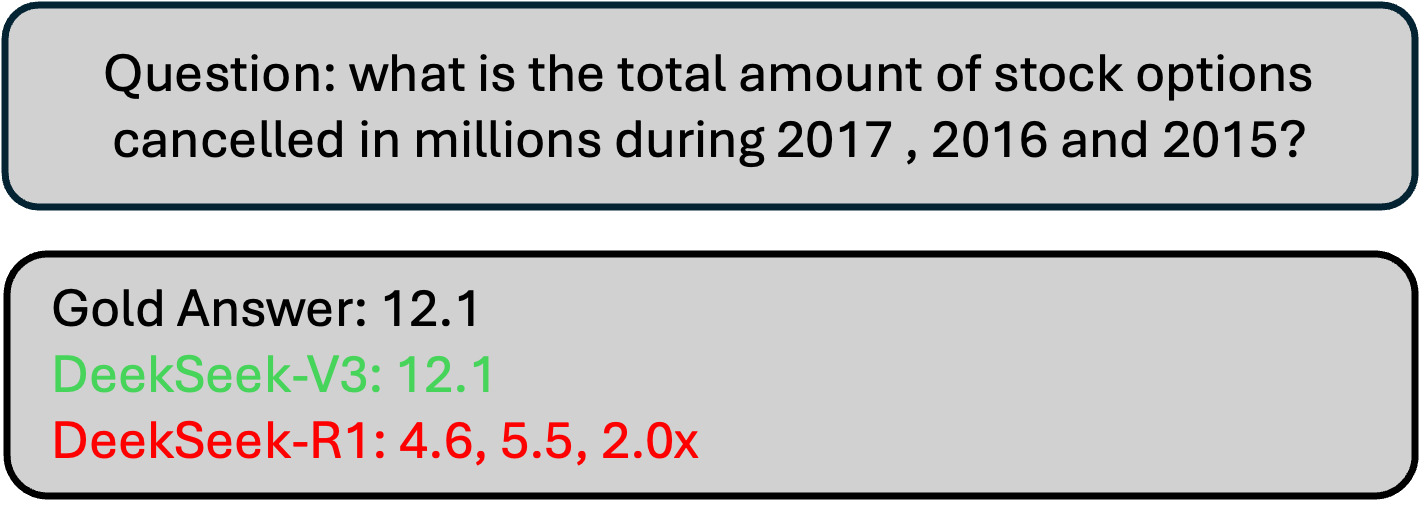 Question: what is the total amount of stock options
cancelled in millions during 2017 , 2016 and 2015?
Gold Answer: 12.1
DeekSeek-V3: 12.1
DeekSeek-R1: 4.6, 5.5, 2.0x